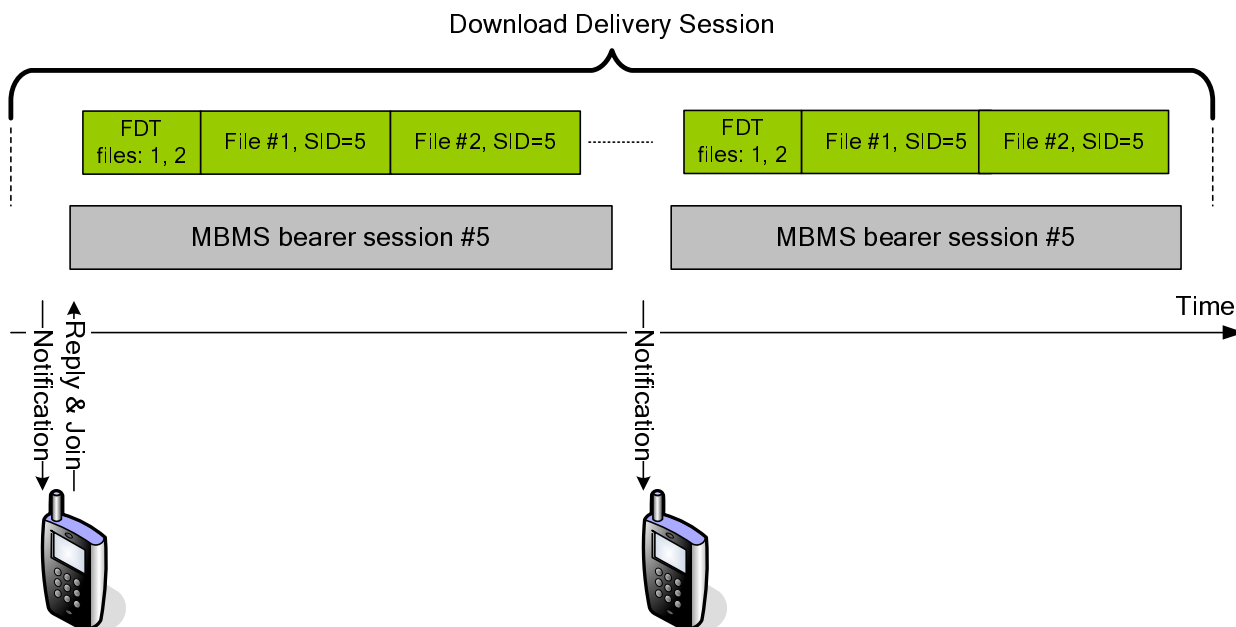 Download Delivery Session
FDT
files: 1, 2
File #1, SID=5
File #2, SID=5
FDT
files: 1, 2
File #1, SID=5
File #2, SID=5
MBMS bearer session #5
MBMS bearer session #5
Time
Notification
Reply & Join
Notification